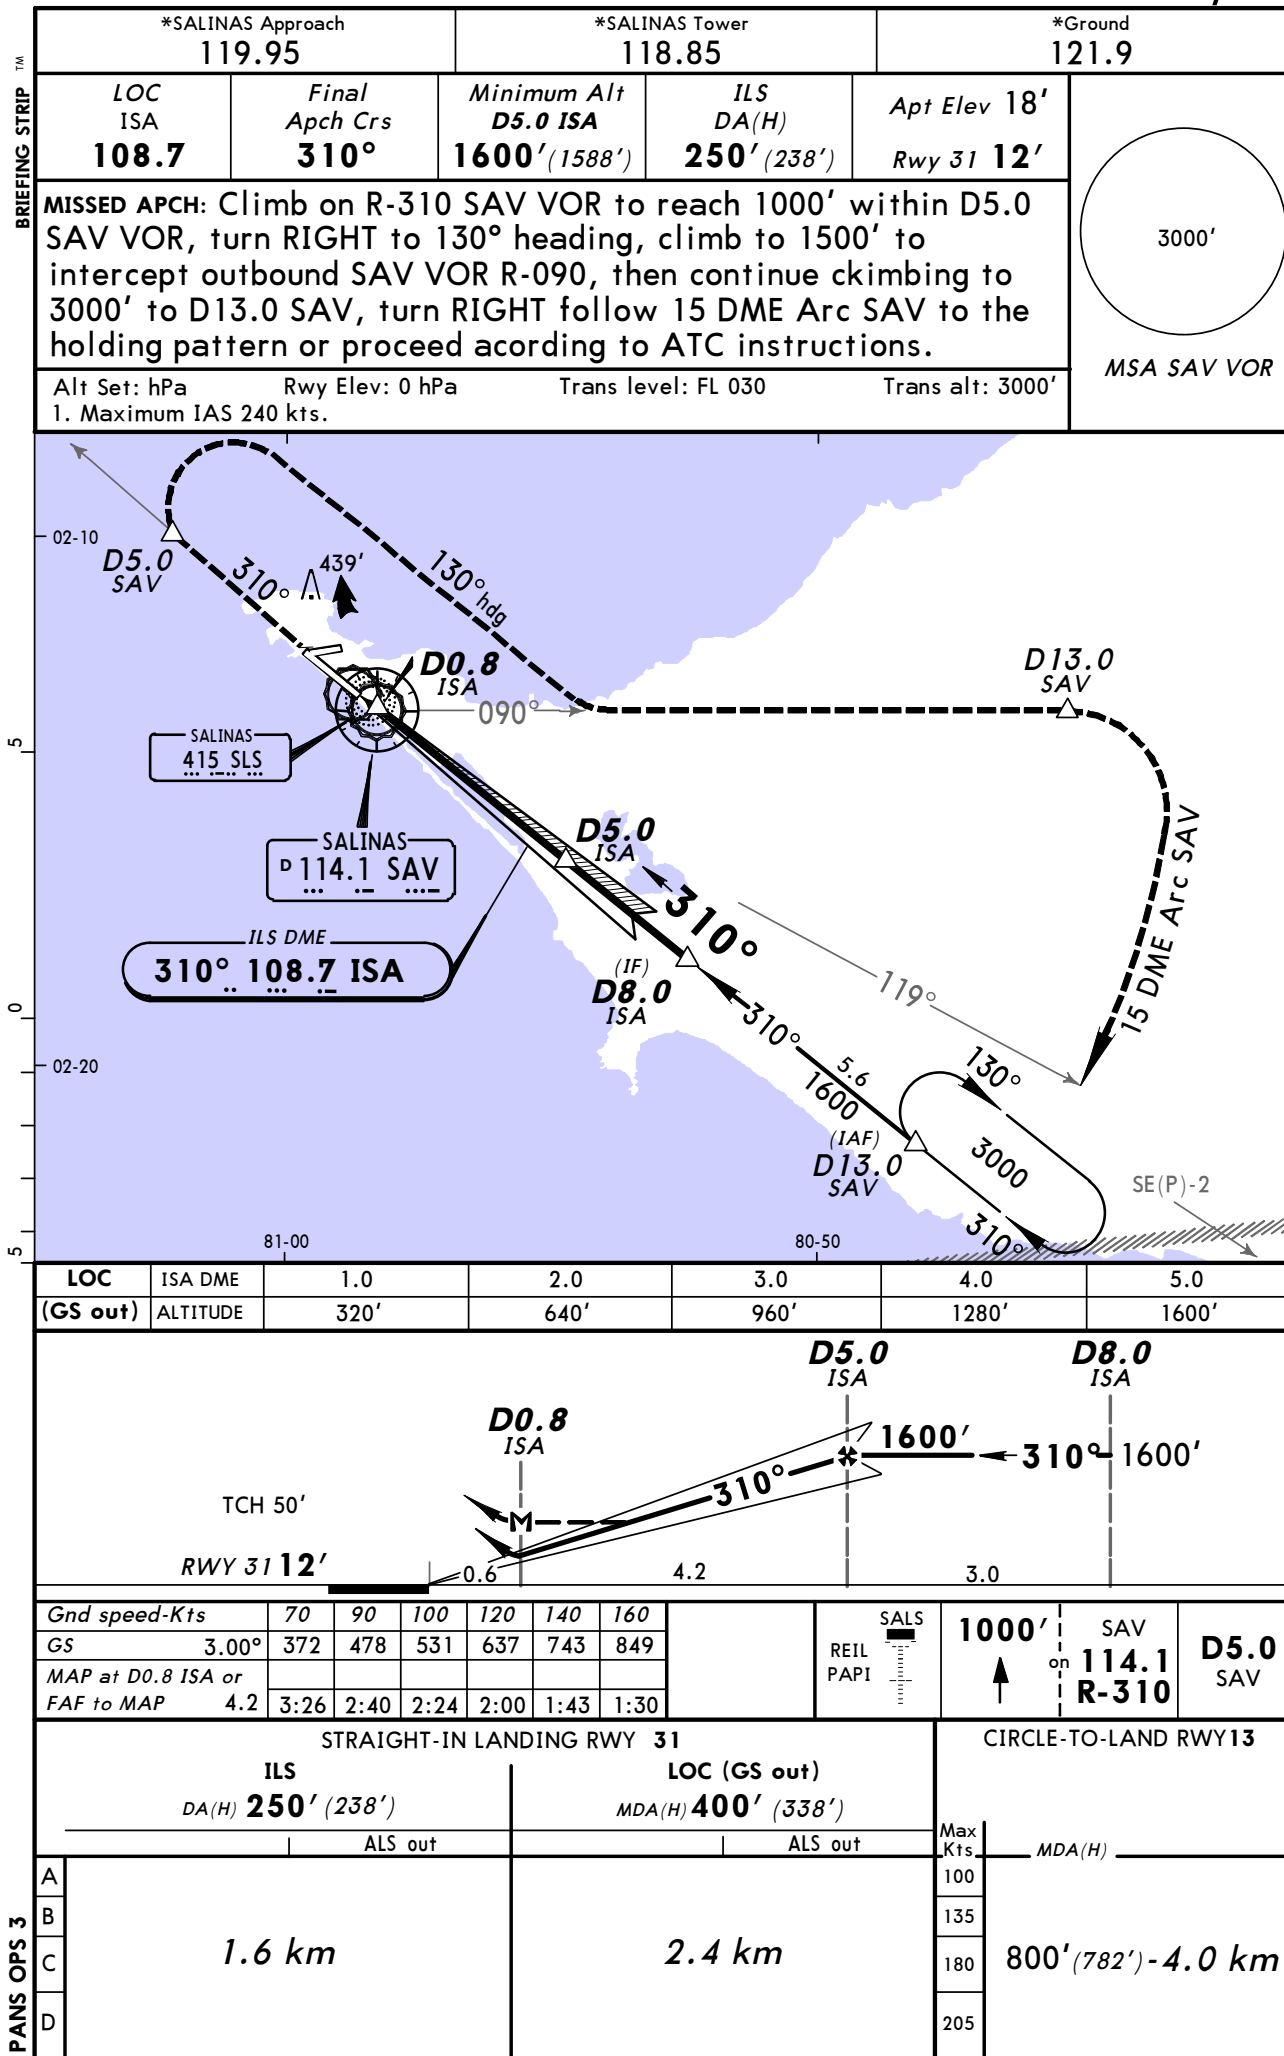 *SALINAS Approach
119.95
*SALINAS Tower
118.85
*Ground
121.9
BRIEFING STRIP TM
LOC
ISA
108.7
Final
Apch Crs
310°
Minimum Alt
D5.0 ISA
1600'(1588')
ILS
DA(H)
250'(238')
Apt Elev 18'
Rwy 31 12'
MISSED APCH: Climb on R-310 SAV VOR to reach 1000' within D5.0
SAV VOR, turn RIGHT to 130° heading, climb to 1500' to
intercept outbound SAV VOR R-090, then continue ckimbing to
3000' to D13.0 SAV, turn RIGHT follow 15 DME Arc SAV to the
holding pattern or proceed acording to ATC instructions.
3000'
MSA SAV VOR
Alt Set: hPa Rwy Elev: 0 hPa Trans level: FL 030 Trans alt: 3000'
1. Maximum IAS 240 kts.
02-10
D5.0
SAV
310°
439'
130° hdg
D0.8
ISA
090°
D13.0
SAV
SALINAS
415 SLS
5
SALINAS
D 114.1 SAV
D5.0
ISA
310°
ILS DME
310° 108.7 ISA
(IF)
D8.0
ISA
119°
15 DME Arc SAV
0
02-20
310°
5.6
1600
130°
(IAF)
D13.0
SAV
3000
310°
SE(P)-2
5
81-00
80-50
LOC ISA DME 1.0 2.0 3.0 4.0 5.0
(GS out) ALTITUDE 320' 640' 960' 1280' 1600'
D5.0
ISA
D8.0
ISA
D0.8
ISA
1600'
310°
1600'
310°
TCH 50'
M
RWY 31 12'
0.6
4.2
3.0
Gnd speed-Kts 70 90 100 120 140 160
GS 3.00° 372 478 531 637 743 849
MAP at D0.8 ISA or
FAF to MAP 4.2 3:26 2:40 2:24 2:00 1:43 1:30
SALS
REIL
PAPI
1000'
on
SAV
114.1
R-310
D5.0
SAV
STRAIGHT-IN LANDING RWY 31
CIRCLE-TO-LAND RWY13
ILS
DA(H) 250' (238')
LOC (GS out)
MDA(H) 400' (338')
ALS out
ALS out
Max
Kts
MDA(H)
A
B
C
D
1.6 km
2.4 km
100
135
180
205
800'(782')-4.0 km
PANS OPS 3